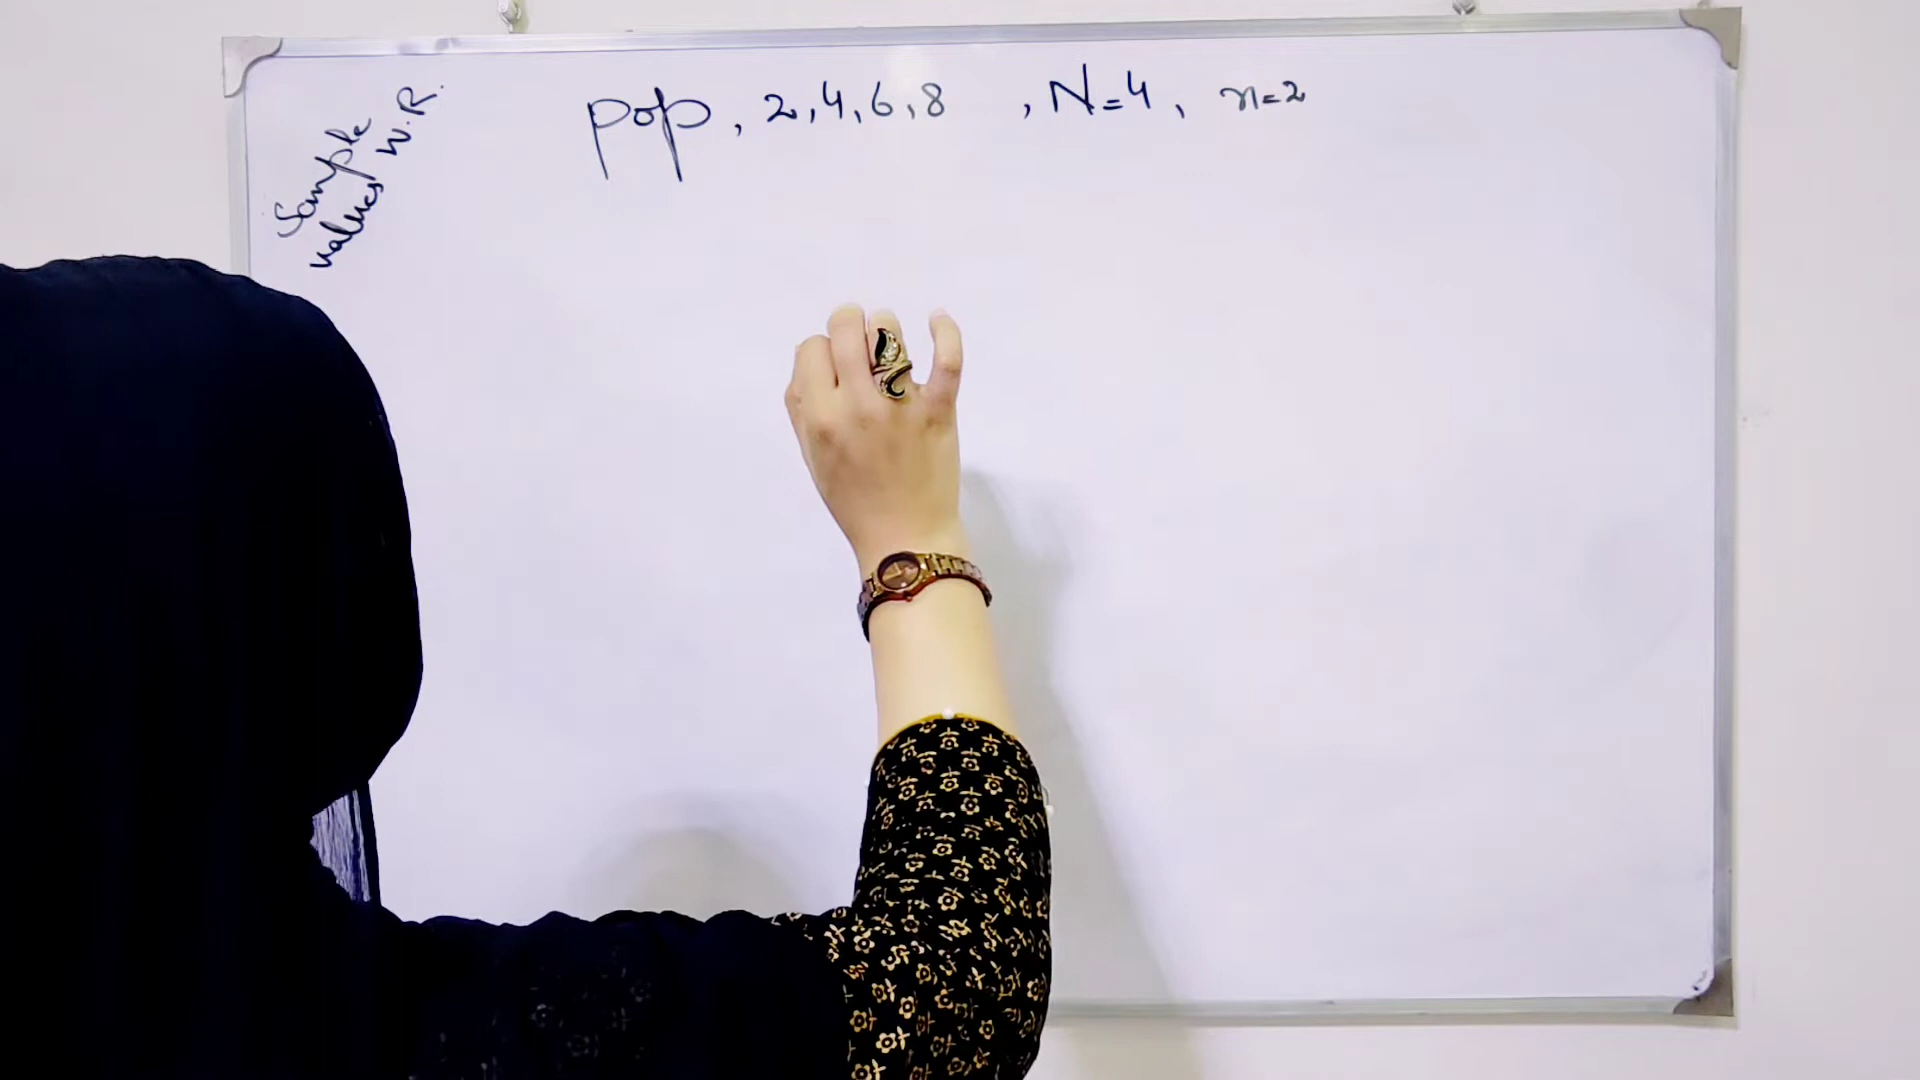 Sample
values W.R.
pop, 2,4,6,8 , N=4, n=2